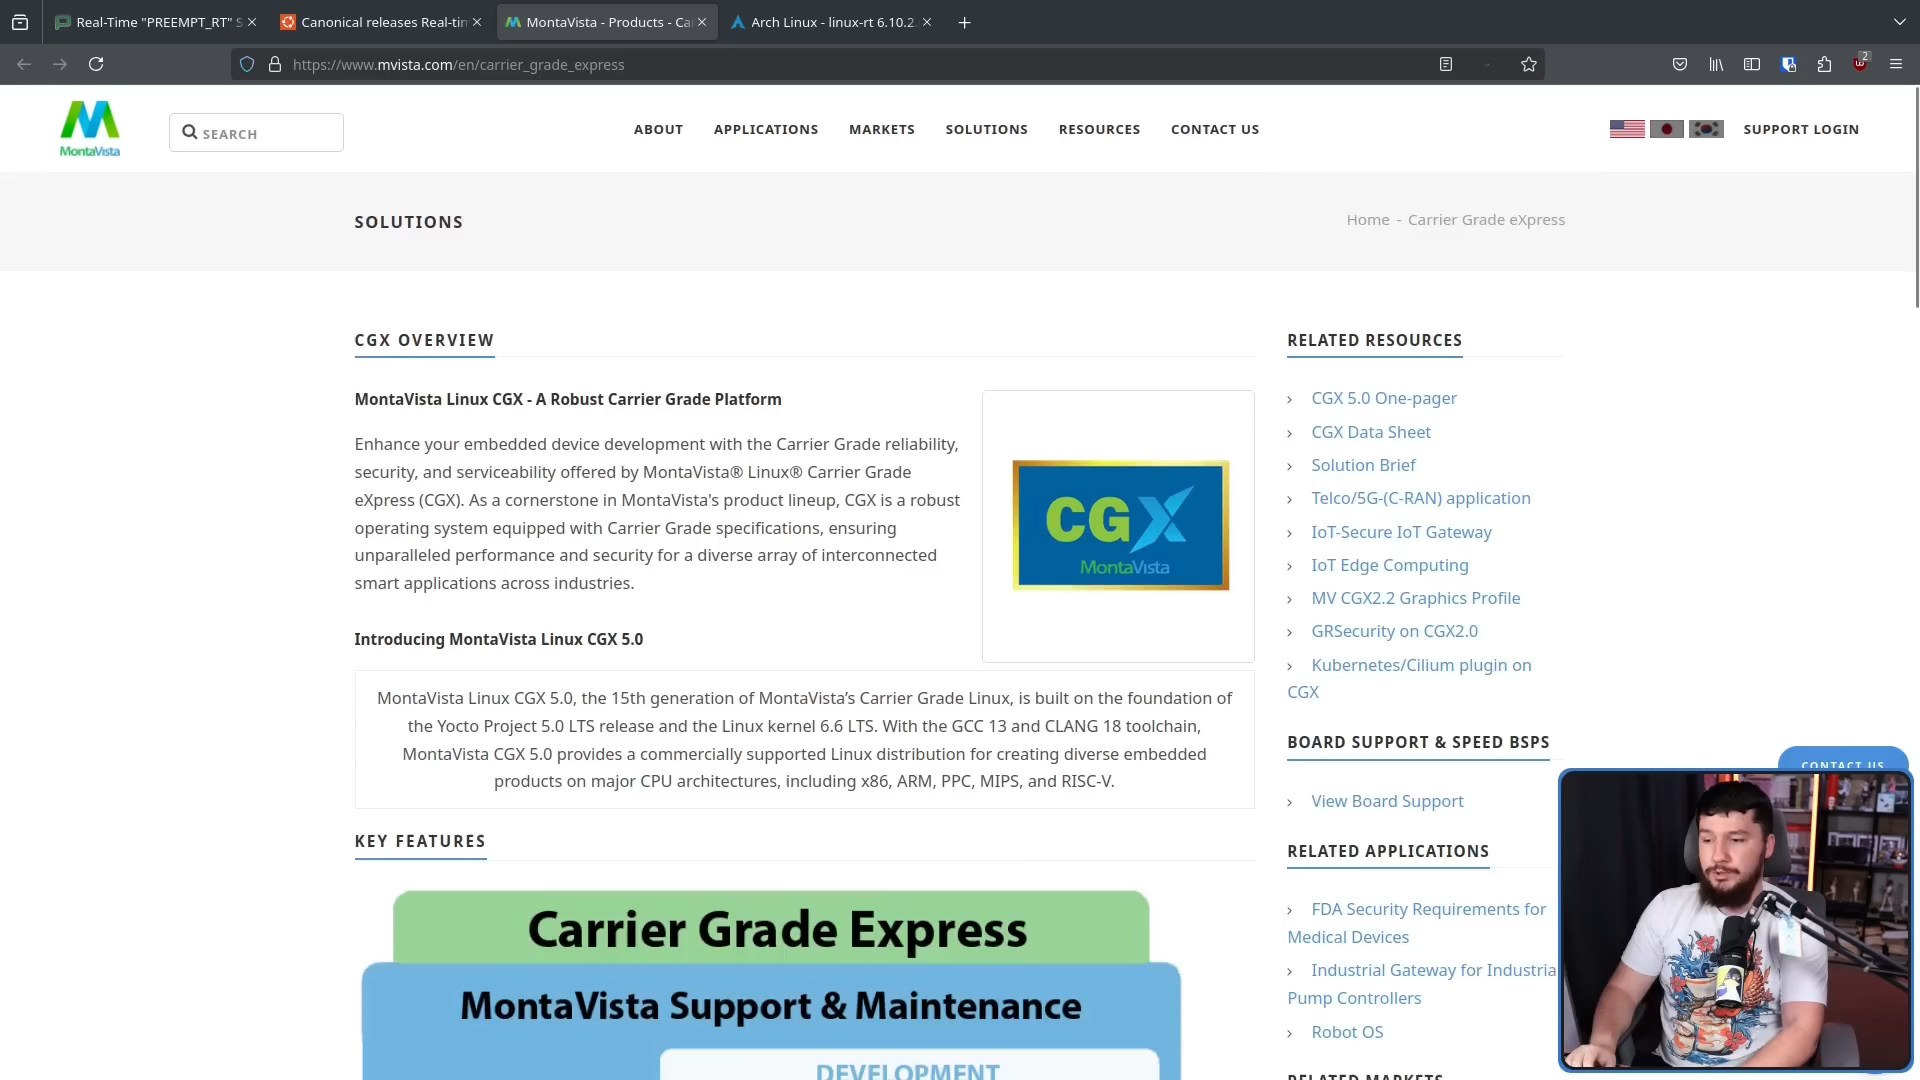 Real-Time "PREEMPT_RT" S
Canonical releases Real-tim
MontaVista - Products - Ca
Arch Linux - linux-rt 6.10.2
https://www.mvista.com/en/carrier_grade_express
2
MontaVista
SEARCH
ABOUT
APPLICATIONS
MARKETS
SOLUTIONS
RESOURCES
CONTACT US
SUPPORT LOGIN
SOLUTIONS
Home - Carrier Grade eXpress
CGX OVERVIEW
MontaVista Linux CGX - A Robust Carrier Grade Platform
Enhance your embedded device development with the Carrier Grade reliability,
security, and serviceability offered by MontaVista® Linux® Carrier Grade
eXpress (CGX). As a cornerstone in MontaVista's product lineup, CGX is a robust
operating system equipped with Carrier Grade specifications, ensuring
unparalleled performance and security for a diverse array of interconnected
smart applications across industries.
CGX
MontaVista
Introducing MontaVista Linux CGX 5.0
MontaVista Linux CGX 5.0, the 15th generation of MontaVista’s Carrier Grade Linux, is built on the foundation of
the Yocto Project 5.0 LTS release and the Linux kernel 6.6 LTS. With the GCC 13 and CLANG 18 toolchain,
MontaVista CGX 5.0 provides a commercially supported Linux distribution for creating diverse embedded
products on major CPU architectures, including x86, ARM, PPC, MIPS, and RISC-V.
KEY FEATURES
Carrier Grade Express
MontaVista Support & Maintenance
DEVELOPMENT
RELATED RESOURCES
CGX 5.0 One-pager
CGX Data Sheet
Solution Brief
Telco/5G-(C-RAN) application
IoT-Secure IoT Gateway
IoT Edge Computing
MV CGX2.2 Graphics Profile
GRSecurity on CGX2.0
Kubernetes/Cilium plugin on
CGX
BOARD SUPPORT & SPEED BSPS
View Board Support
RELATED APPLICATIONS
FDA Security Requirements for
Medical Devices
Industrial Gateway for Industria
Pump Controllers
Robot OS
RELATED MARKETS
CONTACT US